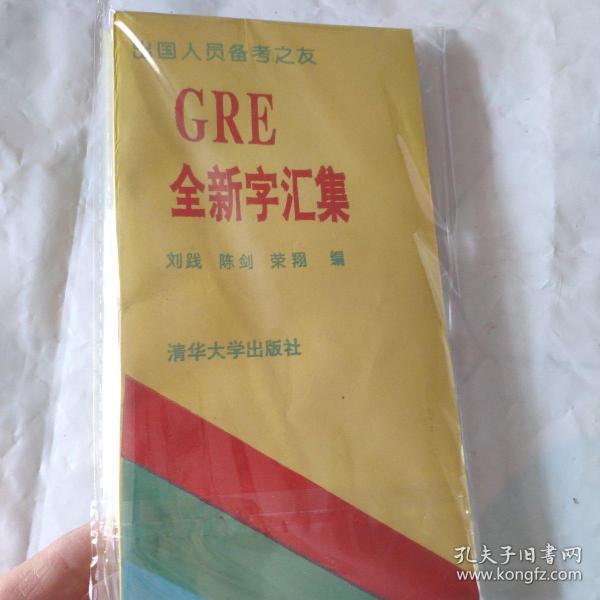 出国人员备考之友
GRE
全新字汇集
刘践 陈剑 荣翔 编
清华大学出版社
孔夫子旧书网
www.kongfz.com